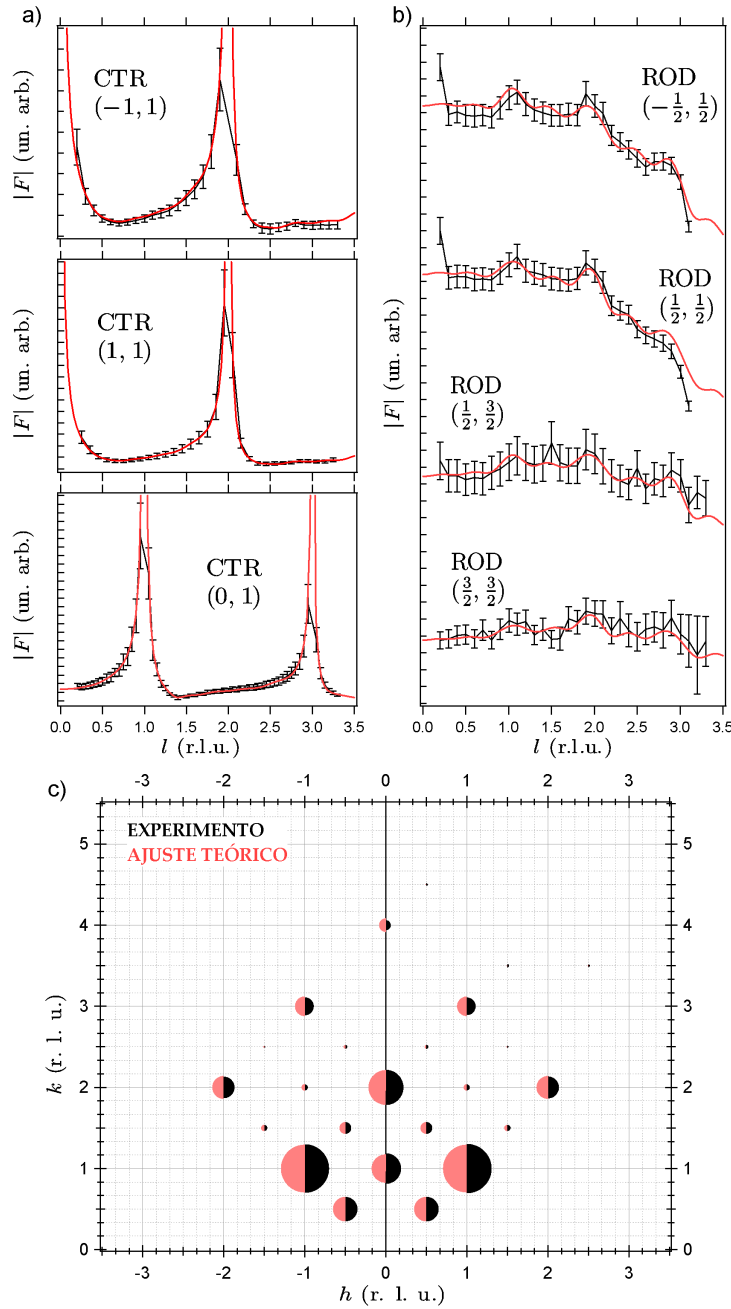 a)
CTR
(−1, 1)
|F| (un. arb.)
CTR
(1, 1)
|F| (un. arb.)
CTR
(0, 1)
|F| (un. arb.)
0.0 0.5 1.0 1.5 2.0 2.5 3.0 3.5
l (r.l.u.)
b)
ROD
(−1/2, 1/2)
ROD
(1/2, 1/2)
|F| (un. arb.)
ROD
(1/2, 3/2)
ROD
(3/2, 3/2)
0.0 0.5 1.0 1.5 2.0 2.5 3.0 3.5
l (r.l.u.)
c)
-3 -2 -1 0 1 2 3
EXPERIMENTO
AJUSTE TEÓRICO
5 5
4 4
3 3
2 2
1 1
0 0
k (r. l. u.)
-3 -2 -1 0 1 2 3
h (r. l. u.)